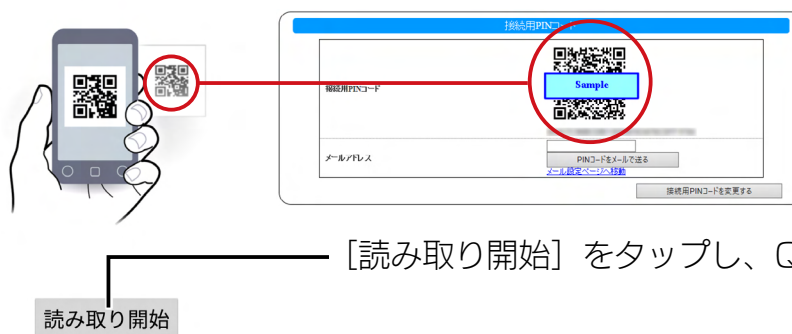 接続用PINコード
接続用PINコード
Sample
メールアドレス
PINコードをメールで送る
メール設定ページへ移動
接続用PINコードを変更する
［読み取り開始］をタップし、Q
読み取り開始